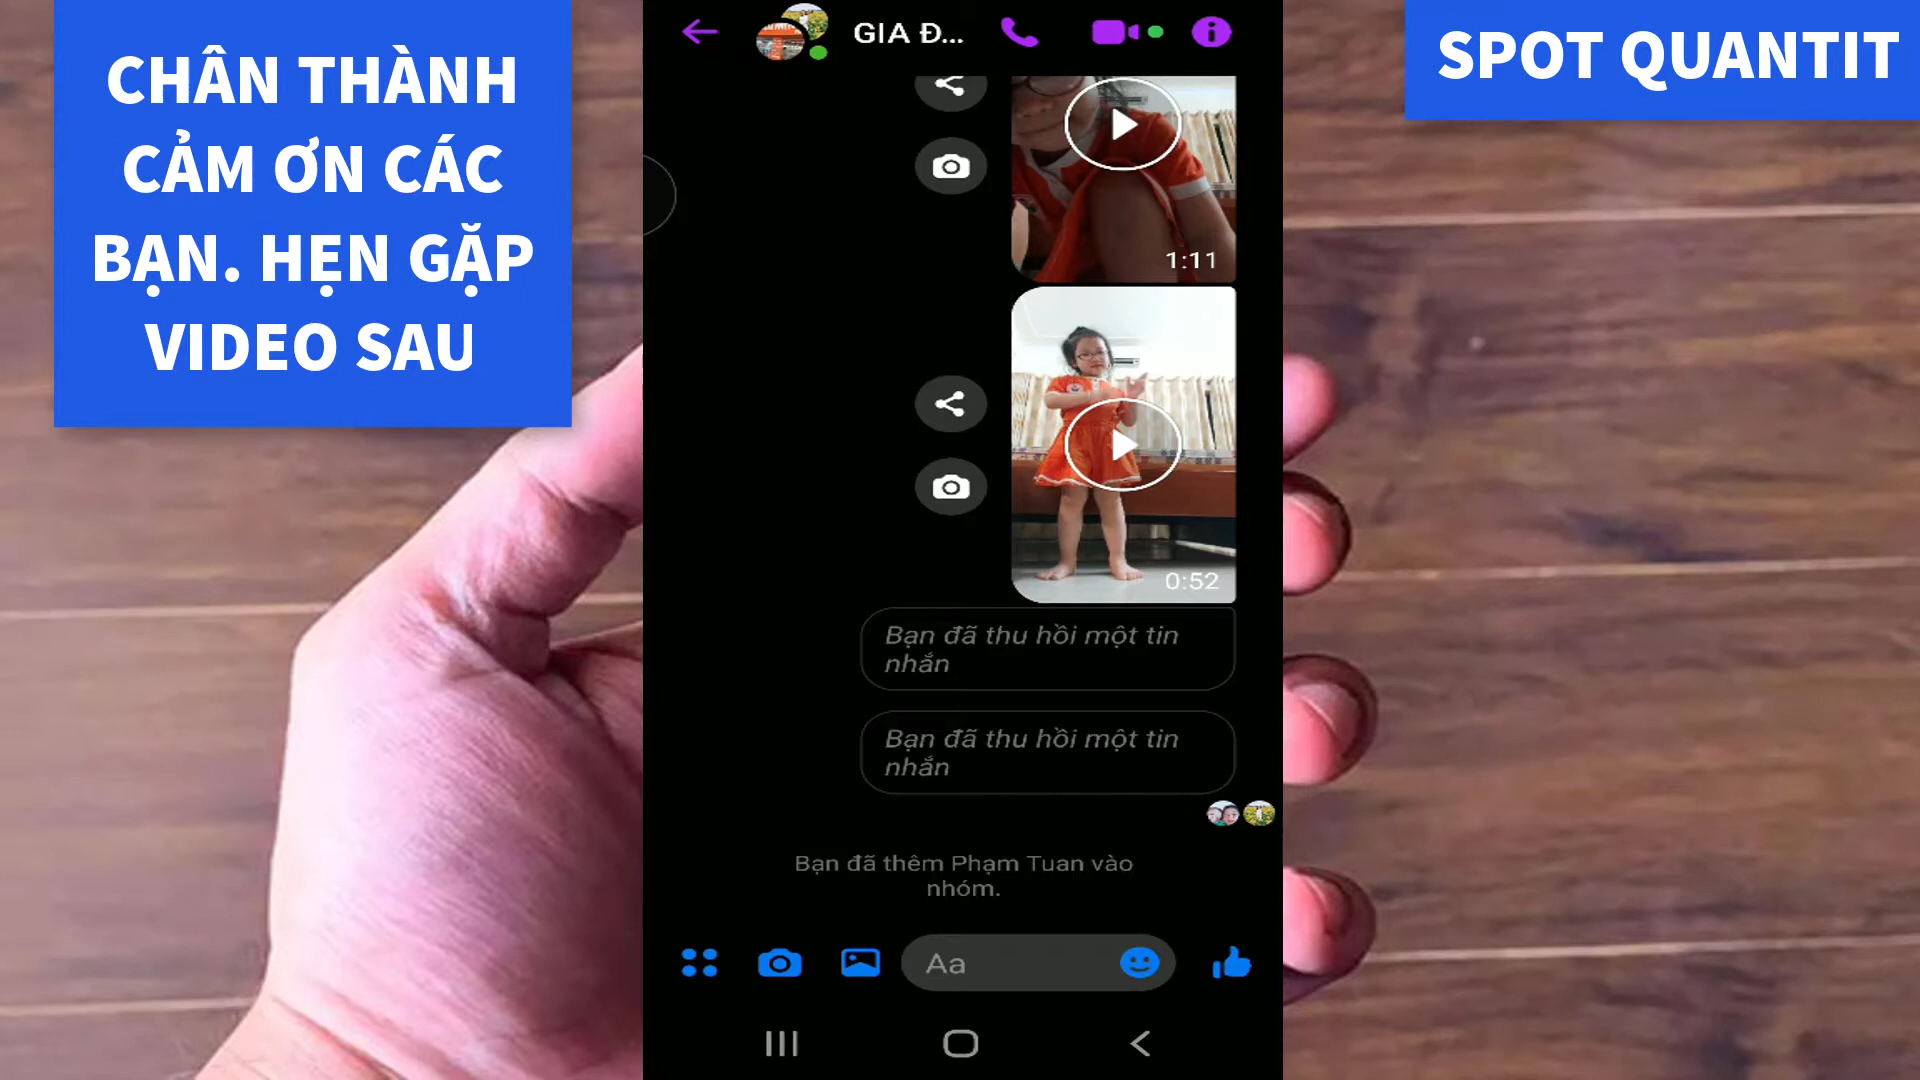 CHÂN THÀNH
CẢM ƠN CÁC
BẠN. HẸN GẶP
VIDEO SAU
SPOT QUANTIT
GIA Đ...
1:11
0:52
Bạn đã thu hồi một tin
nhắn
Bạn đã thu hồi một tin
nhắn
Bạn đã thêm Phạm Tuan vào
nhóm.
Aa